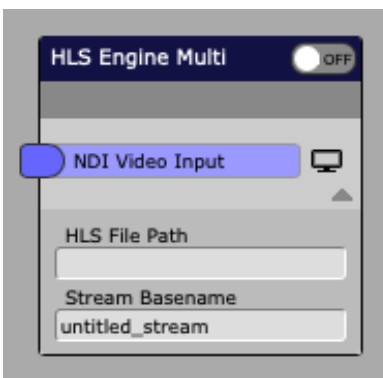 HLS Engine Multi
OFF
NDI Video Input
HLS File Path
Stream Basename
untitled_stream